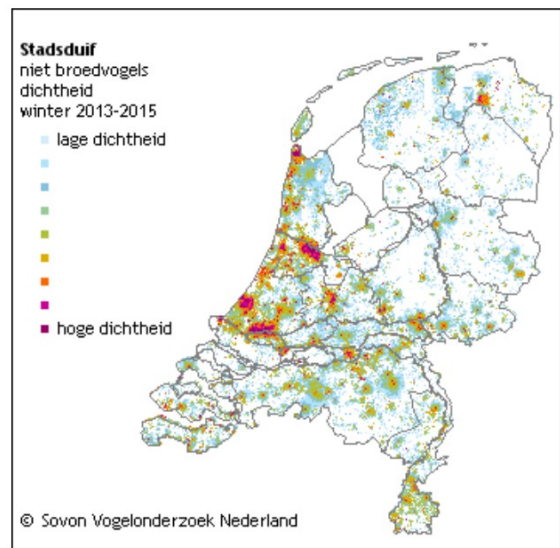 Stadsduif
niet broedvogels
dichtheid
winter 2013-2015
lage dichtheid
hoge dichtheid
© Sovon Vogelonderzoek Nederland